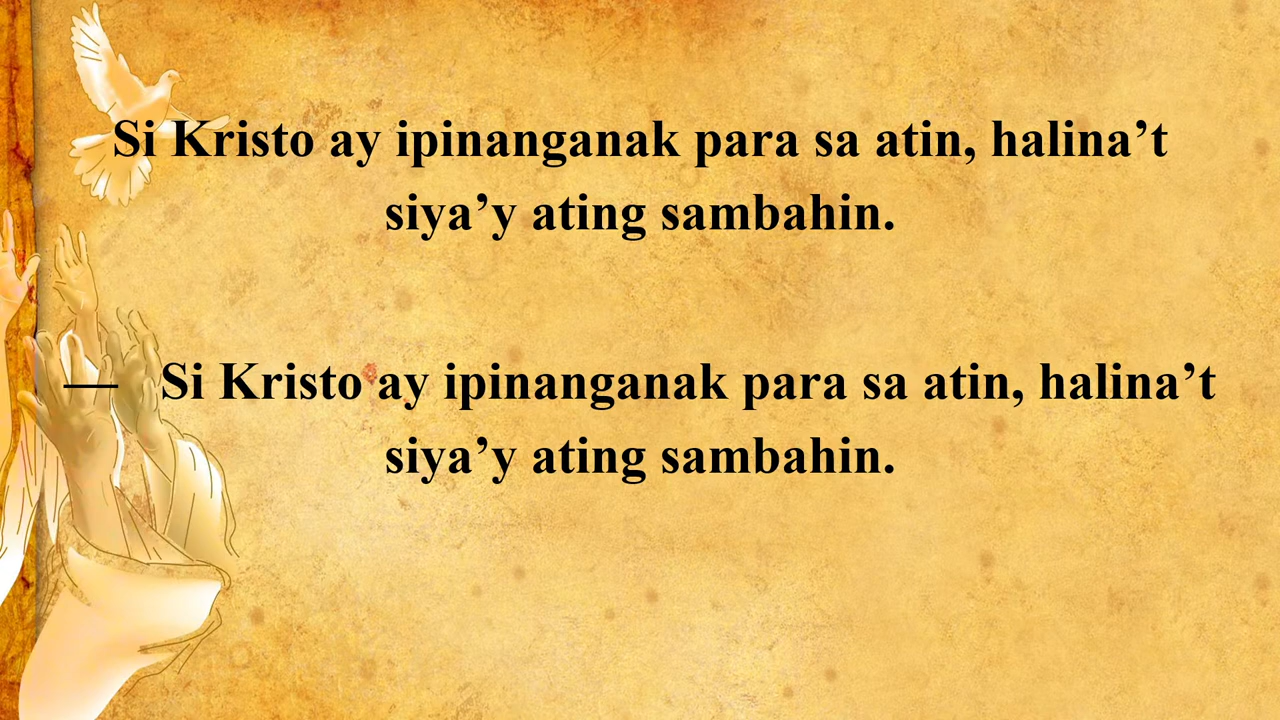 Si Kristo ay ipinanganak para sa atin, halina’t
siya’y ating sambahin.
— Si Kristo ay ipinanganak para sa atin, halina’t
siya’y ating sambahin.